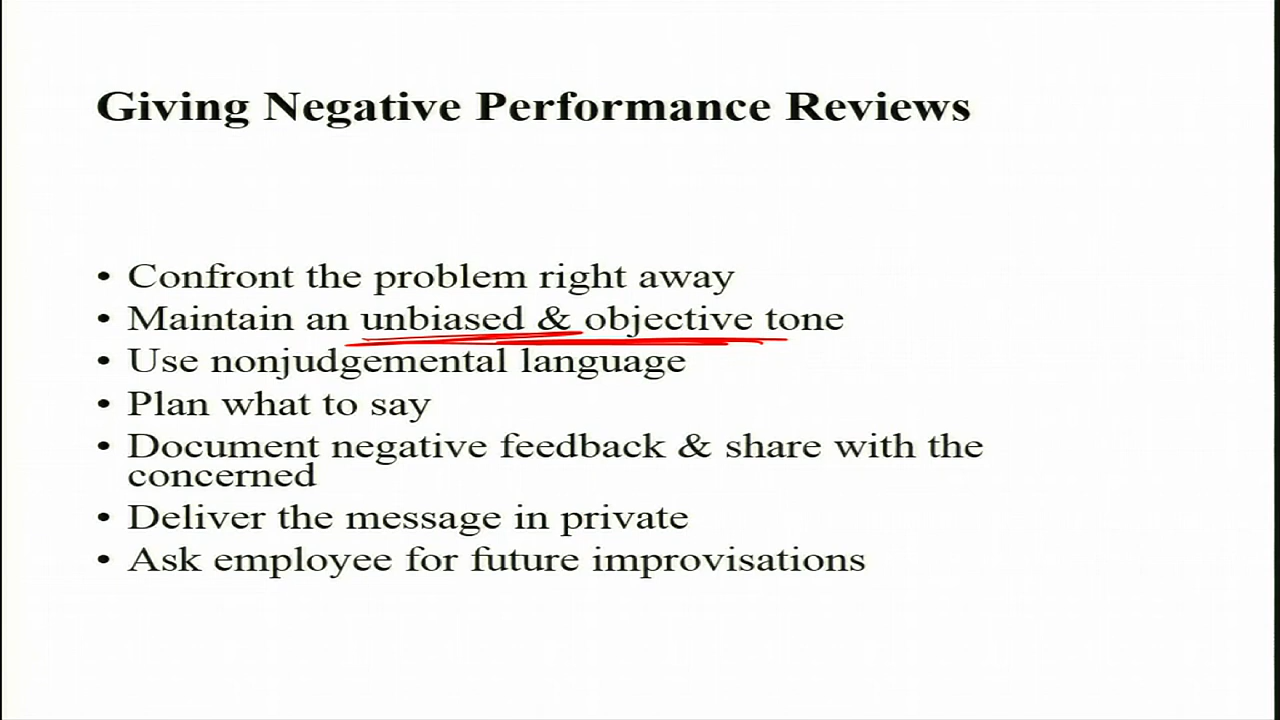 Giving Negative Performance Reviews
• Confront the problem right away
• Maintain an unbiased & objective tone
• Use nonjudgemental language
• Plan what to say
• Document negative feedback & share with the
concerned
• Deliver the message in private
• Ask employee for future improvisations